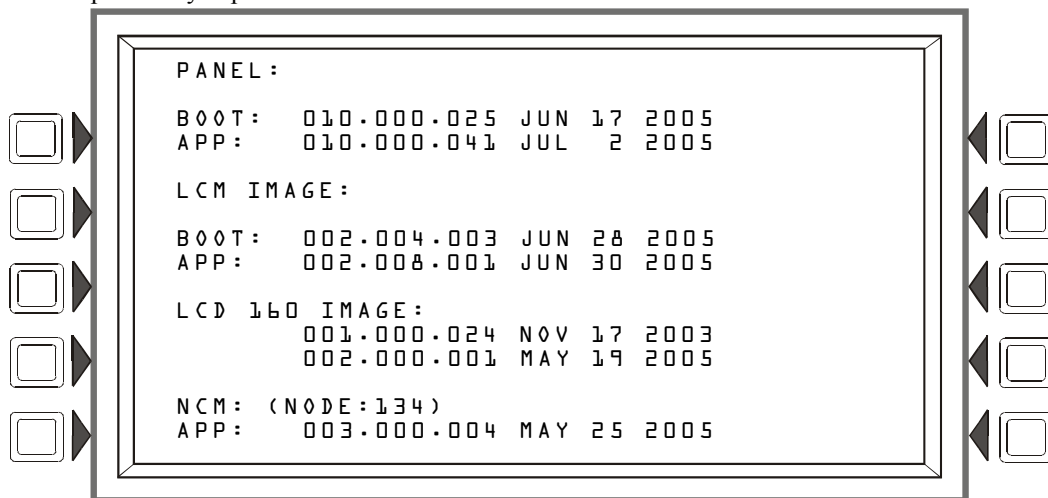 PANEL:
BOOT: 010.000.025 JUN 17 2005
APP: 010.000.041 JUL 2 2005
LCM IMAGE:
BOOT: 002.004.003 JUN 28 2005
APP: 002.008.001 JUN 30 2005
LCD 160 IMAGE:
001.000.024 NOV 17 2003
002.000.001 MAY 19 2005
NCM: (NODE:134)
APP: 003.000.004 MAY 25 2005